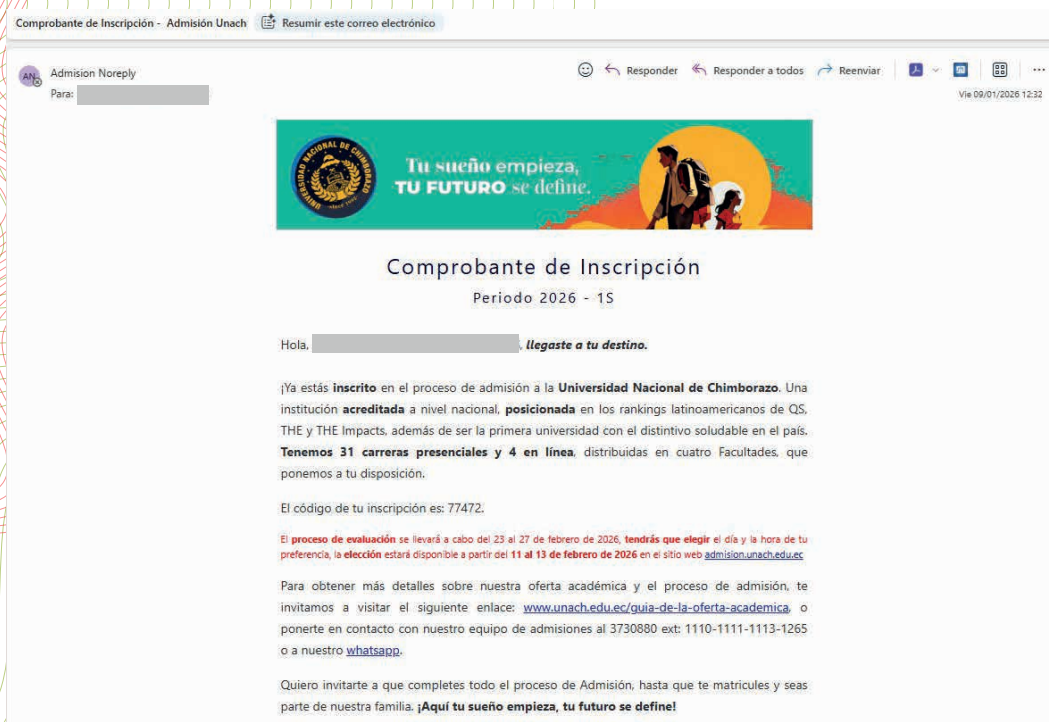 Comprobante de Inscripción - Admisión Unach Resumir este correo electrónico
AN
Admision Noreply
Responder Responder a todos Reenviar
Para:
Vie 09/01/2026 12:32
UNIVERSIDAD NACIONAL DE CHIMBORAZO
Tu sueño empieza,
TU FUTURO se define.
Comprobante de Inscripción
Periodo 2026 - 1S
Hola, , llegaste a tu destino.
¡Ya estás inscrito en el proceso de admisión a la Universidad Nacional de Chimborazo. Una
institución acreditada a nivel nacional, posicionada en los rankings latinoamericanos de QS,
THE y THE Impacts, además de ser la primera universidad con el distintivo soludable en el país.
Tenemos 31 carreras presenciales y 4 en línea, distribuidas en cuatro Facultades, que
ponemos a tu disposición.
El código de tu inscripción es: 77472.
El proceso de evaluación se llevará a cabo del 23 al 27 de febrero de 2026, tendrás que elegir el día y la hora de tu
preferencia, la elección estará disponible a partir del 11 al 13 de febrero de 2026 en el sitio web admision.unach.edu.ec
Para obtener más detalles sobre nuestra oferta académica y el proceso de admisión, te
invitamos a visitar el siguiente enlace: www.unach.edu.ec/guia-de-la-oferta-academica, o
ponerte en contacto con nuestro equipo de admisiones al 3730880 ext: 1110-1111-1113-1265
o a nuestro whatsapp.
Quiero invitarte a que completes todo el proceso de Admisión, hasta que te matricules y seas
parte de nuestra familia. ¡Aquí tu sueño empieza, tu futuro se define!